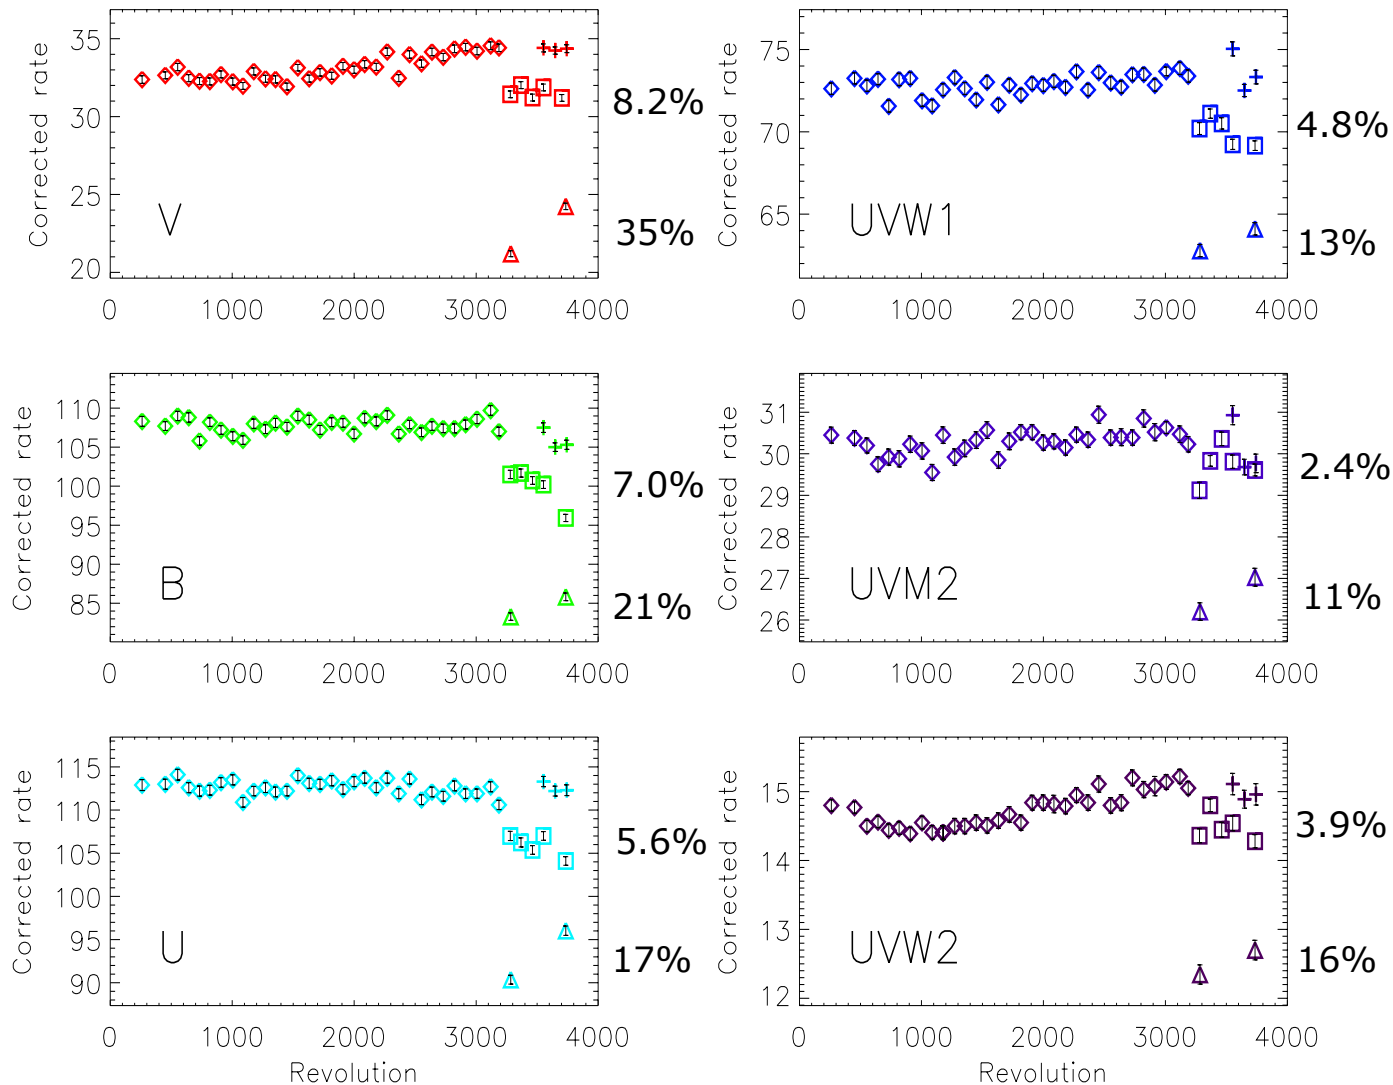 Corrected rate
35
30
25
20
V
0 1000 2000 3000 4000
8.2%
35%
Corrected rate
75
70
65
UVW1
0 1000 2000 3000 4000
4.8%
13%
Corrected rate
110
105
100
95
90
85
B
0 1000 2000 3000 4000
7.0%
21%
Corrected rate
31
30
29
28
27
26
UVM2
0 1000 2000 3000 4000
2.4%
11%
Corrected rate
115
110
105
100
95
90
U
0 1000 2000 3000 4000
Revolution
5.6%
17%
Corrected rate
15
14
13
12
UVW2
0 1000 2000 3000 4000
Revolution
3.9%
16%